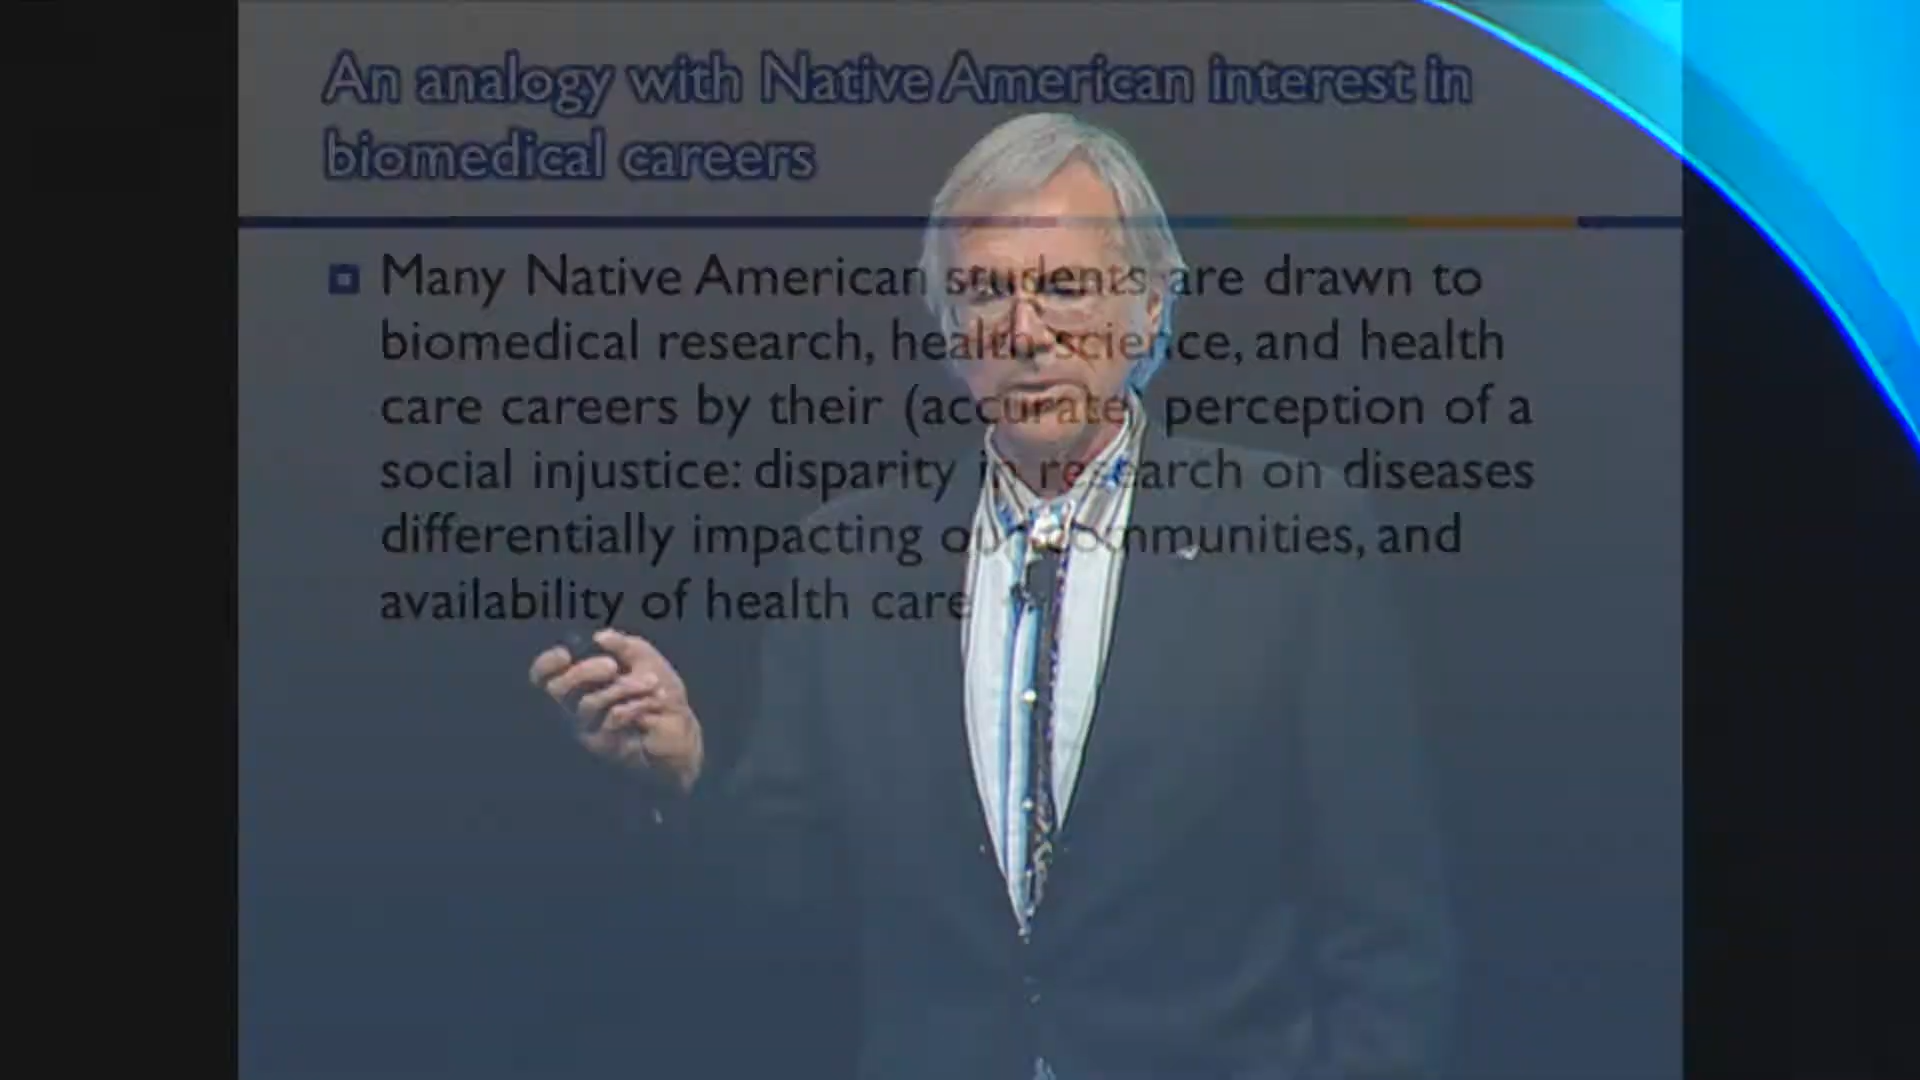 An analogy with Native American interest in
biomedical careers
Many Native American students are drawn to
biomedical research, health science, and health
care careers by their (accurate) perception of a
social injustice: disparity in research on diseases
differentially impacting our communities, and
availability of health care